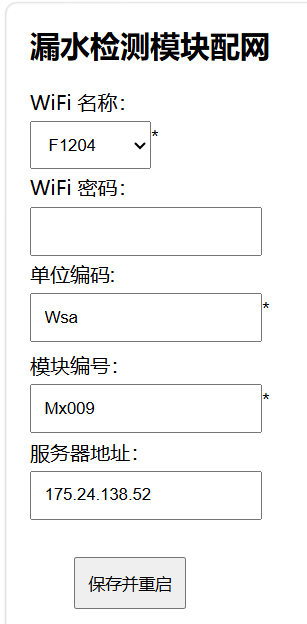 漏水检测模块配网
WiFi 名称：
F1204 *
WiFi 密码：
单位编码:
Wsa *
模块编号：
Mx009 *
服务器地址：
175.24.138.52
保存并重启